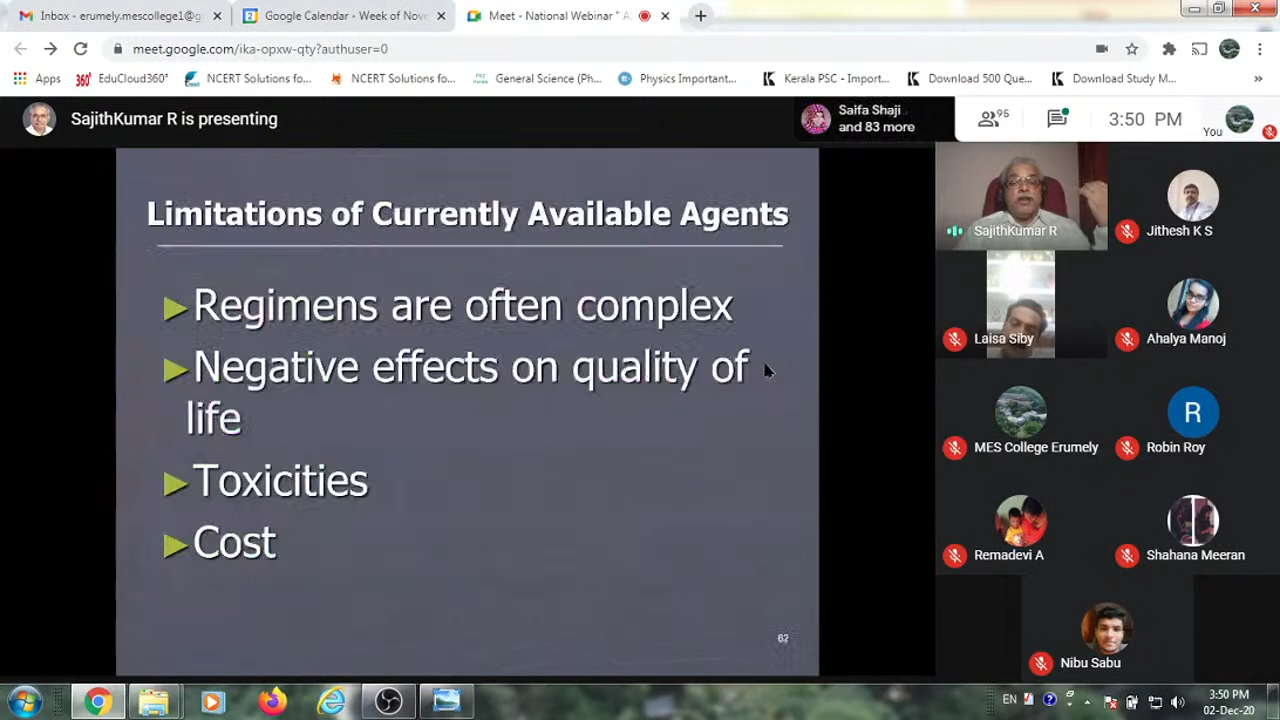 Inbox - erumely.mescollege1@g
Google Calendar - Week of Nove
Meet - National Webinar " A
meet.google.com/ika-opxw-qty?authuser=0
Apps
EduCloud360°
NCERT Solutions fo...
NCERT Solutions fo...
General Science (Ph...
Physics Important...
Kerala PSC - Import...
Download 500 Que...
Download Study M...
»
SajithKumar R is presenting
Saifa Shaji
and 83 more
95
3:50 PM
You
Limitations of Currently Available Agents
Regimens are often complex
Negative effects on quality of
life
Toxicities
Cost
62
SajithKumar R
Jithesh K S
Laisa Siby
Ahalya Manoj
MES College Erumely
R
Robin Roy
Remadevi A
Shahana Meeran
Nibu Sabu
EN
3:50 PM
02-Dec-20